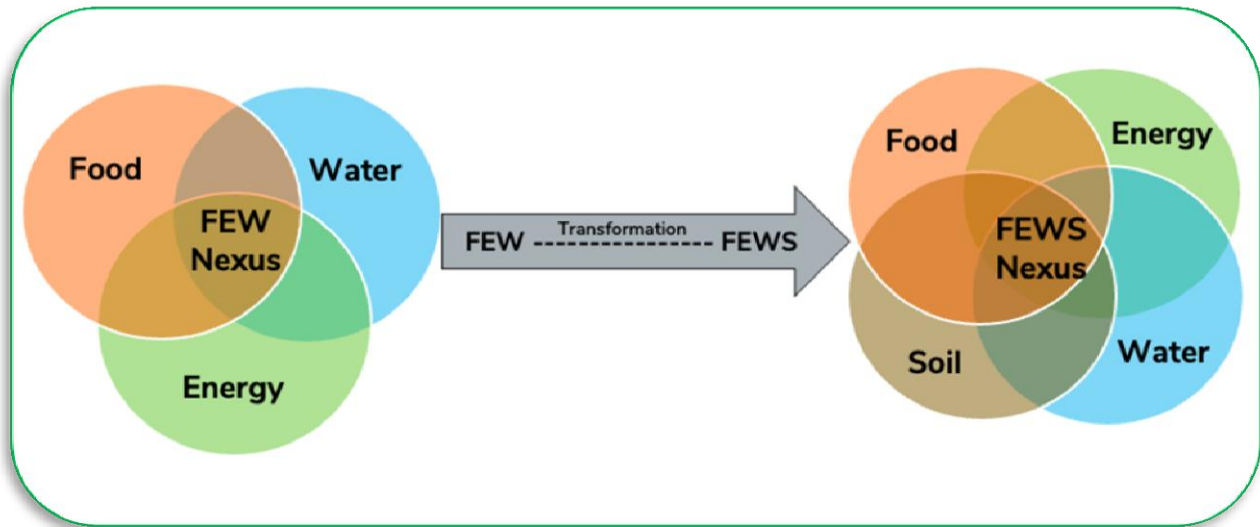 Food
Water
FEW
Nexus
Energy
Transformation
FEW ------------------- FEWS
Food
Energy
FEWS
Nexus
Soil
Water